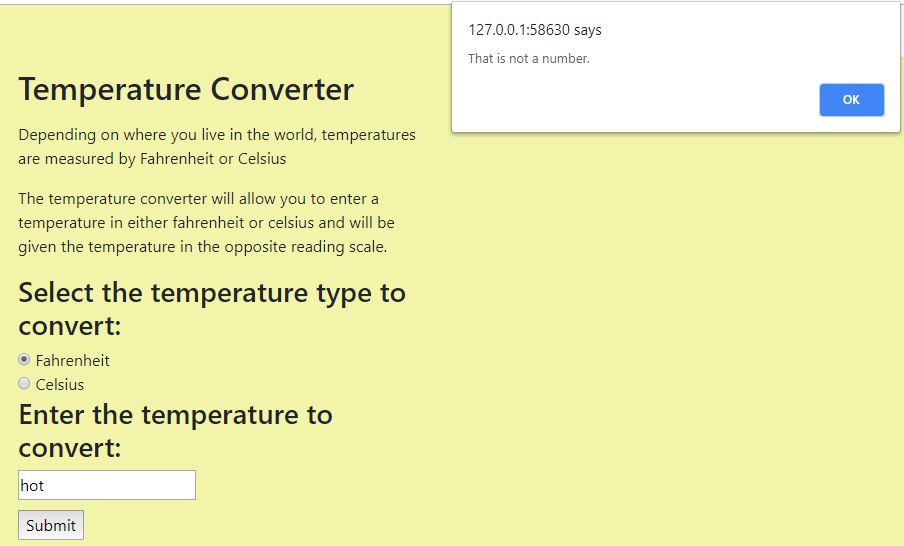 127.0.0.1:58630 says
That is not a number.
OK
Temperature Converter
Depending on where you live in the world, temperatures
are measured by Fahrenheit or Celsius
The temperature converter will allow you to enter a
temperature in either fahrenheit or celsius and will be
given the temperature in the opposite reading scale.
Select the temperature type to
convert:
Fahrenheit
Celsius
Enter the temperature to
convert:
hot
Submit